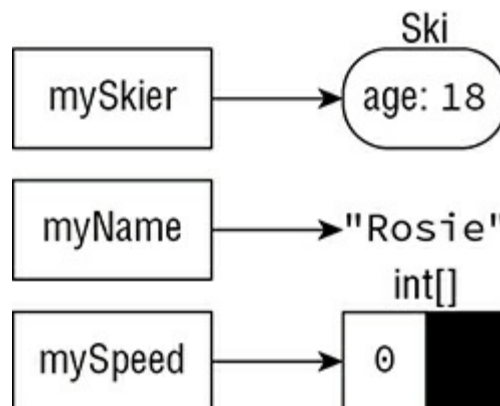 Ski
mySkier
age: 18
myName
"Rosie"
int[]
mySpeed
0